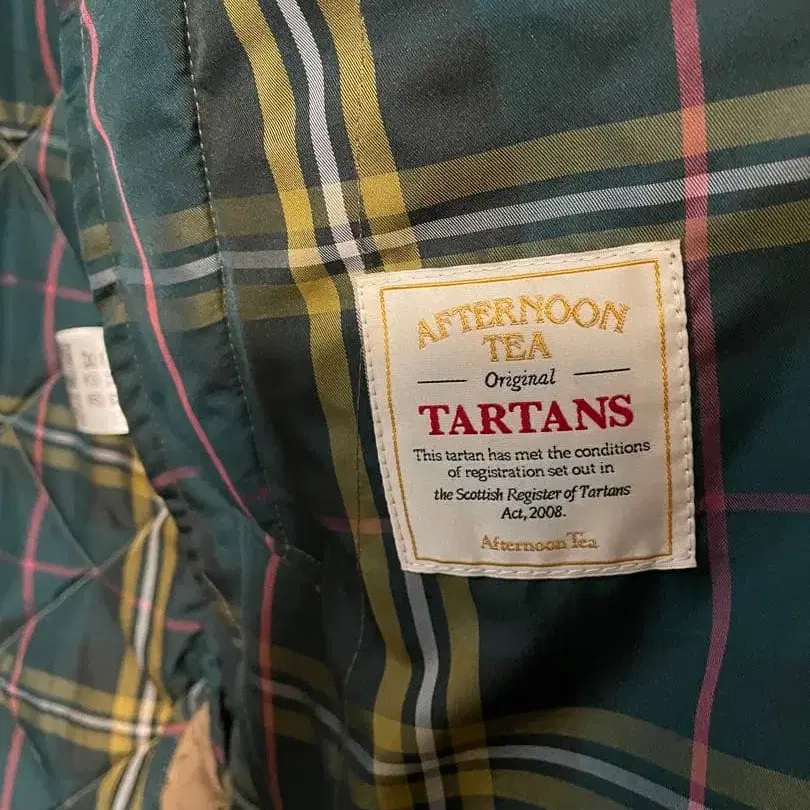 AFTERNOON
TEA
Original
TARTANS
This tartan has met the conditions
of registration set out in
the Scottish Register of Tartans
Act, 2008.
Afternoon Tea